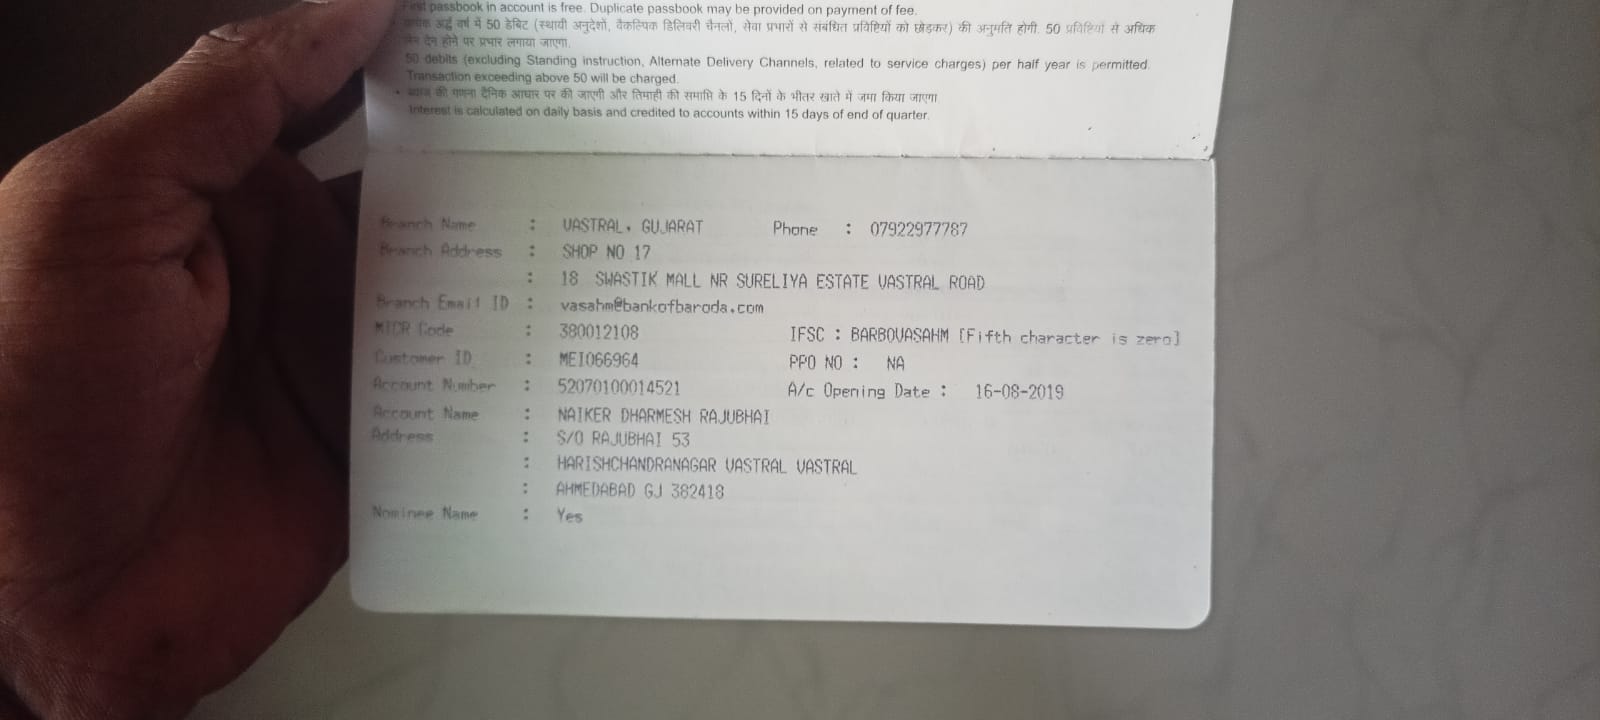 First passbook in account is free. Duplicate passbook may be provided on payment of fee.
प्रत्येक अर्द्ध वर्ष में 50 डेबिट (स्थायी अनुदेशों, वैकल्पिक डिलिवरी चैनलों, सेवा प्रभारों से संबंधित प्रविष्टियों को छोड़कर) की अनुमति होगी. 50 प्रविष्टियों से अधिक
लेन देन होने पर प्रभार लगाया जाएगा.
50 debits (excluding Standing instruction, Alternate Delivery Channels, related to service charges) per half year is permitted.
Transaction exceeding above 50 will be charged.
• ब्याज की गणना दैनिक आधार पर की जाएगी और तिमाही की समाप्ति के 15 दिनों के भीतर खाते में जमा किया जाएगा.
Interest is calculated on daily basis and credited to accounts within 15 days of end of quarter.
Branch Name : VASTRAL, GUJARAT Phone : 07922977787
Branch Address : SHOP NO 17
: 18 SWASTIK MALL NR SURELIYA ESTATE VASTRAL ROAD
Branch Email ID : vasahm@bankofbaroda.com
MICR Code : 380012108 IFSC : BARB0VASAHM [Fifth character is zero]
Customer ID : MEI066964 PPO NO : NA
Account Number : 52070100014521 A/c Opening Date : 16-08-2019
Account Name : NAIKER DHARMESH RAJUBHAI
Address : S/O RAJUBHAI 53
: HARISHCHANDRANAGAR VASTRAL VASTRAL
: AHMEDABAD GJ 382418
Nominee Name : Yes